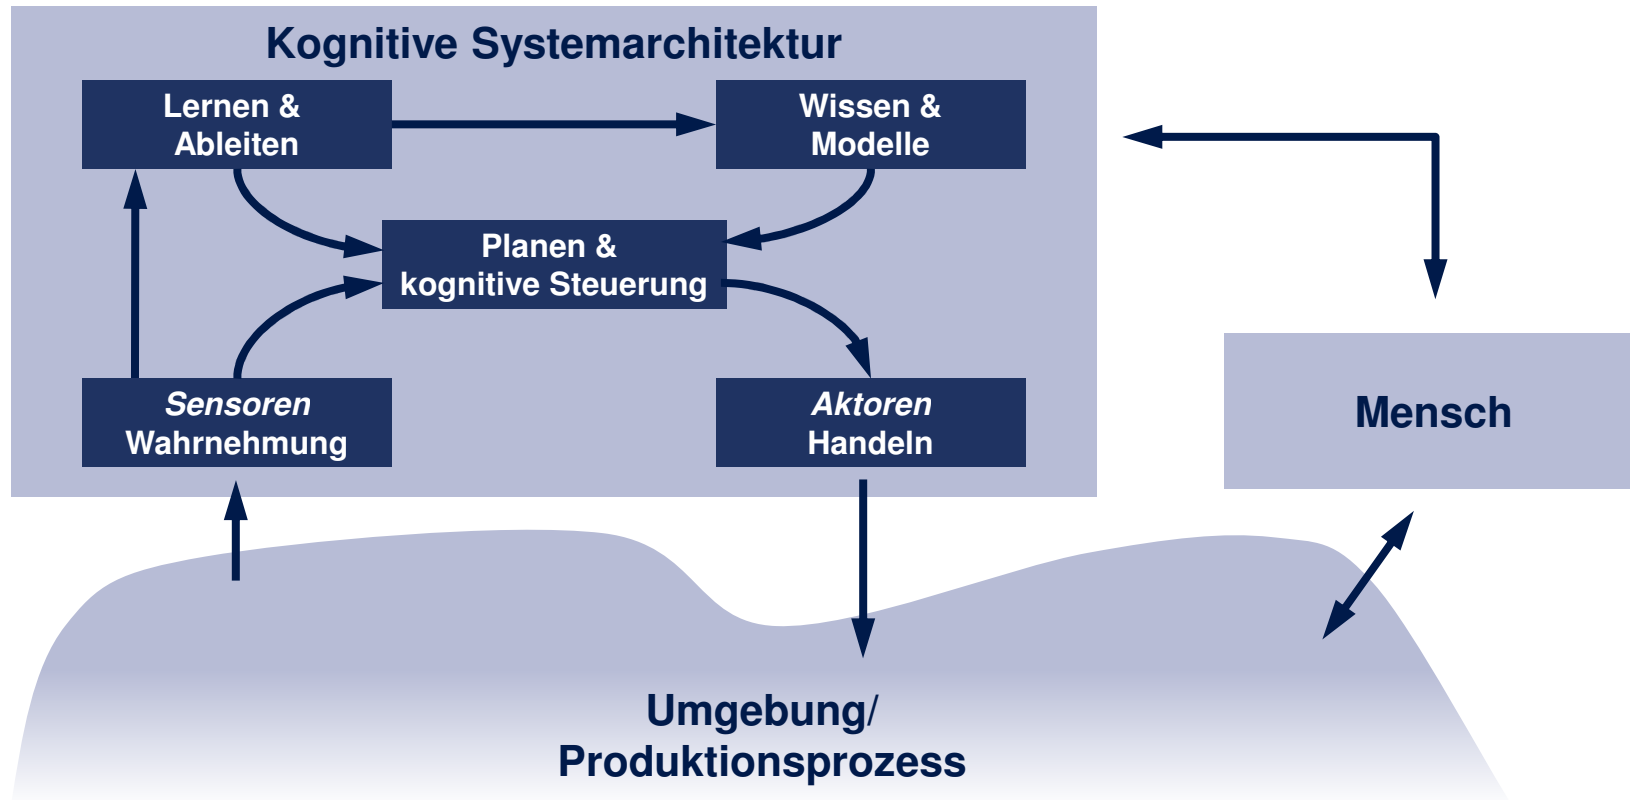 Kognitive Systemarchitektur
Lernen &
Ableiten
Wissen &
Modelle
Planen &
kognitive Steuerung
Sensoren
Wahrnehmung
Aktoren
Handeln
Mensch
Umgebung/
Produktionsprozess